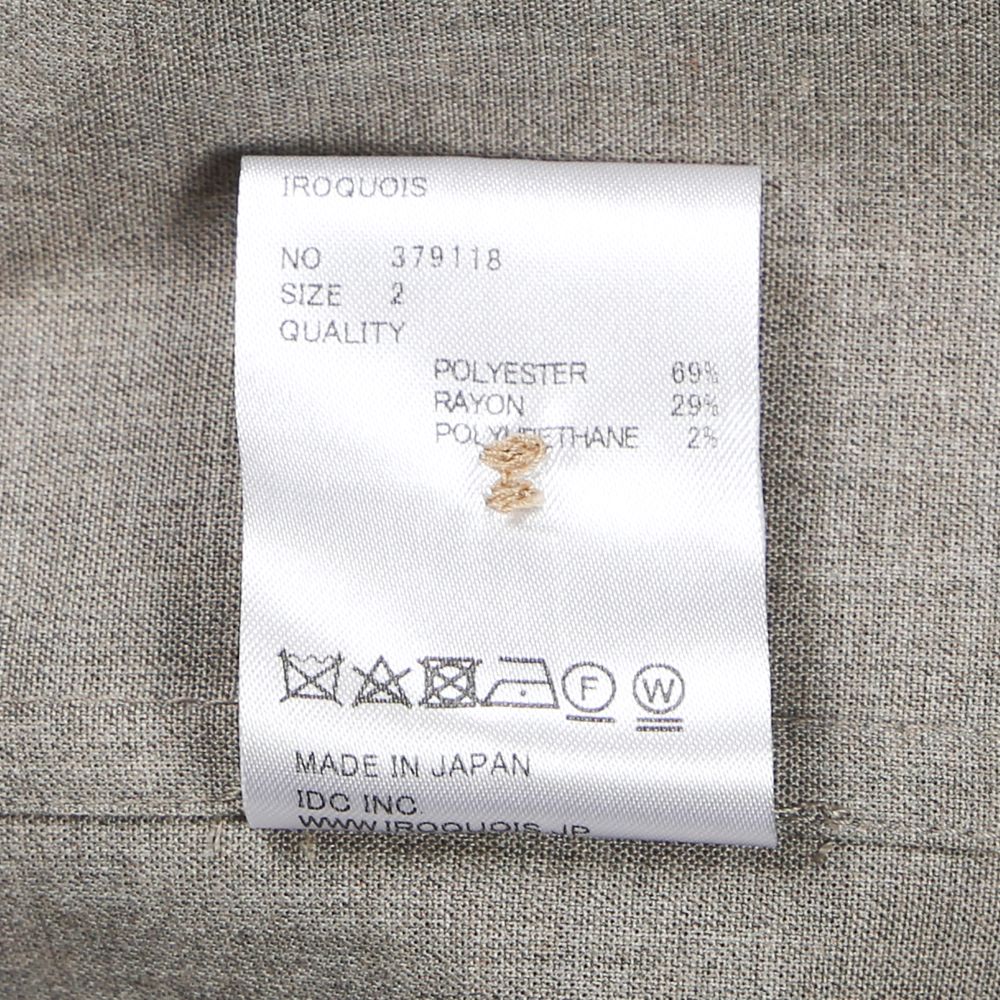 IROQUOIS
NO 379118
SIZE 2
QUALITY
POLYESTER 69%
RAYON 29%
POLYURETHANE 2%
F W
MADE IN JAPAN
IDC INC.
WWW.IROQUOIS.JP